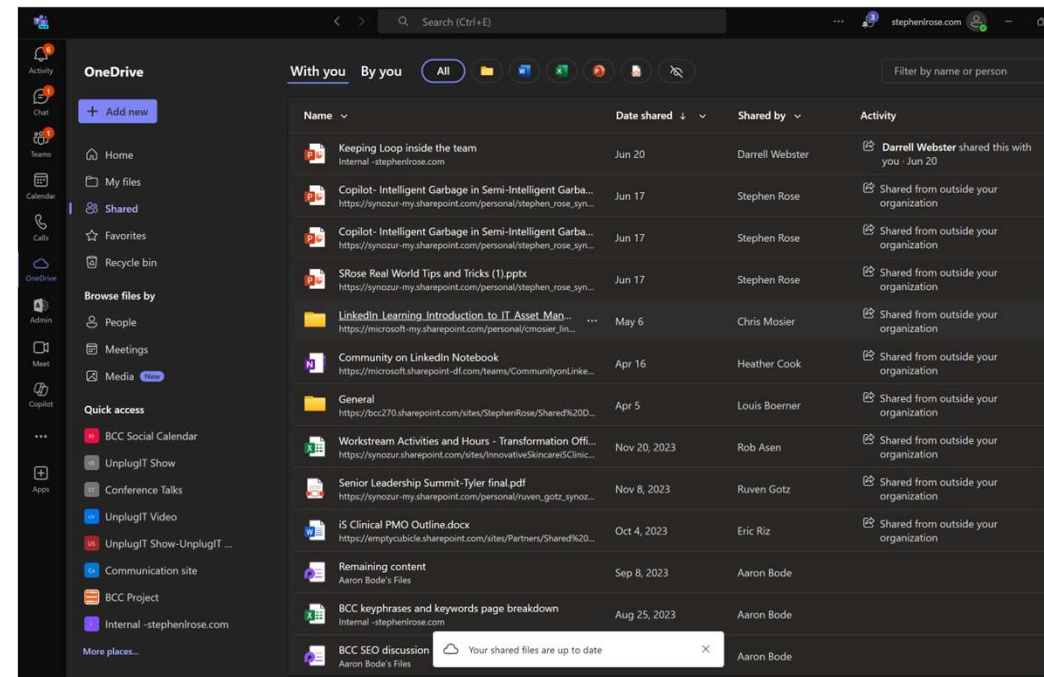 Search (Ctrl+E)
3
stephenlrose.com
6
Activity
1
Chat
1
Teams
Calendar
Calls
OneDrive
Admin
Meet
Copilot
Apps
OneDrive
Add new
Home
My files
Shared
Favorites
Recycle bin
Browse files by
People
Meetings
Media New
Quick access
BCC Social Calendar
UnplugIT Show
Conference Talks
UnplugIT Video
UnplugIT Show-UnplugIT ...
Communication site
BCC Project
Internal -stephenlrose.com
More places...
With you By you All
Filter by name or person
Name Date shared Shared by Activity
Keeping Loop inside the team
Internal -stephenlrose.com
Jun 20
Darrell Webster
Darrell Webster shared this with
you · Jun 20
Copilot- Intelligent Garbage in Semi-Intelligent Garba...
https://synozur-my.sharepoint.com/personal/stephen_rose_syn...
Jun 17
Stephen Rose
Shared from outside your
organization
Copilot- Intelligent Garbage in Semi-Intelligent Garba...
https://synozur-my.sharepoint.com/personal/stephen_rose_syn...
Jun 17
Stephen Rose
Shared from outside your
organization
SRose Real World Tips and Tricks (1).pptx
https://synozur-my.sharepoint.com/personal/stephen_rose_syn...
Jun 17
Stephen Rose
Shared from outside your
organization
LinkedIn_Learning_Introduction to IT_Asset_Man... ...
https://microsoft-my.sharepoint.com/personal/cmosier_lin...
May 6
Chris Mosier
Shared from outside your
organization
Community on LinkedIn Notebook
https://microsoft.sharepoint-df.com/teams/CommunityonLinke...
Apr 16
Heather Cook
Shared from outside your
organization
General
https://bcc270.sharepoint.com/sites/StephenRose/Shared%20D...
Apr 5
Louis Boerner
Shared from outside your
organization
Workstream Activities and Hours - Transformation Offi...
https://synozur.sharepoint.com/sites/InnovativeSkincareiSClinic...
Nov 20, 2023
Rob Asen
Shared from outside your
organization
Senior Leadership Summit-Tyler final.pdf
https://synozur-my.sharepoint.com/personal/ruven_gotz_synoz...
Nov 8, 2023
Ruven Gotz
Shared from outside your
organization
iS Clinical PMO Outline.docx
https://emptycubicle.sharepoint.com/sites/Partners/Shared%20...
Oct 4, 2023
Eric Riz
Shared from outside your
organization
Remaining content
Aaron Bode's Files
Sep 8, 2023
Aaron Bode
BCC keyphrases and keywords page breakdown
Internal -stephenlrose.com
Aug 25, 2023
Aaron Bode
BCC SEO discussion
Aaron Bode's Files
Aaron Bode
Your shared files are up to date